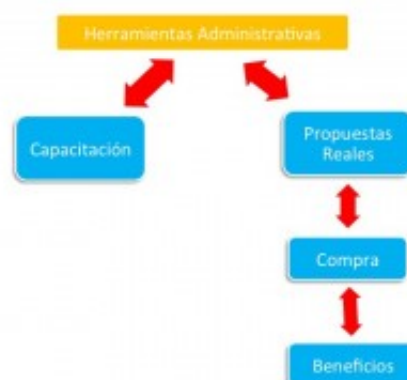 Herramientas Administrativas
Capacitación
Propuestas
Reales
Compra
Beneficios